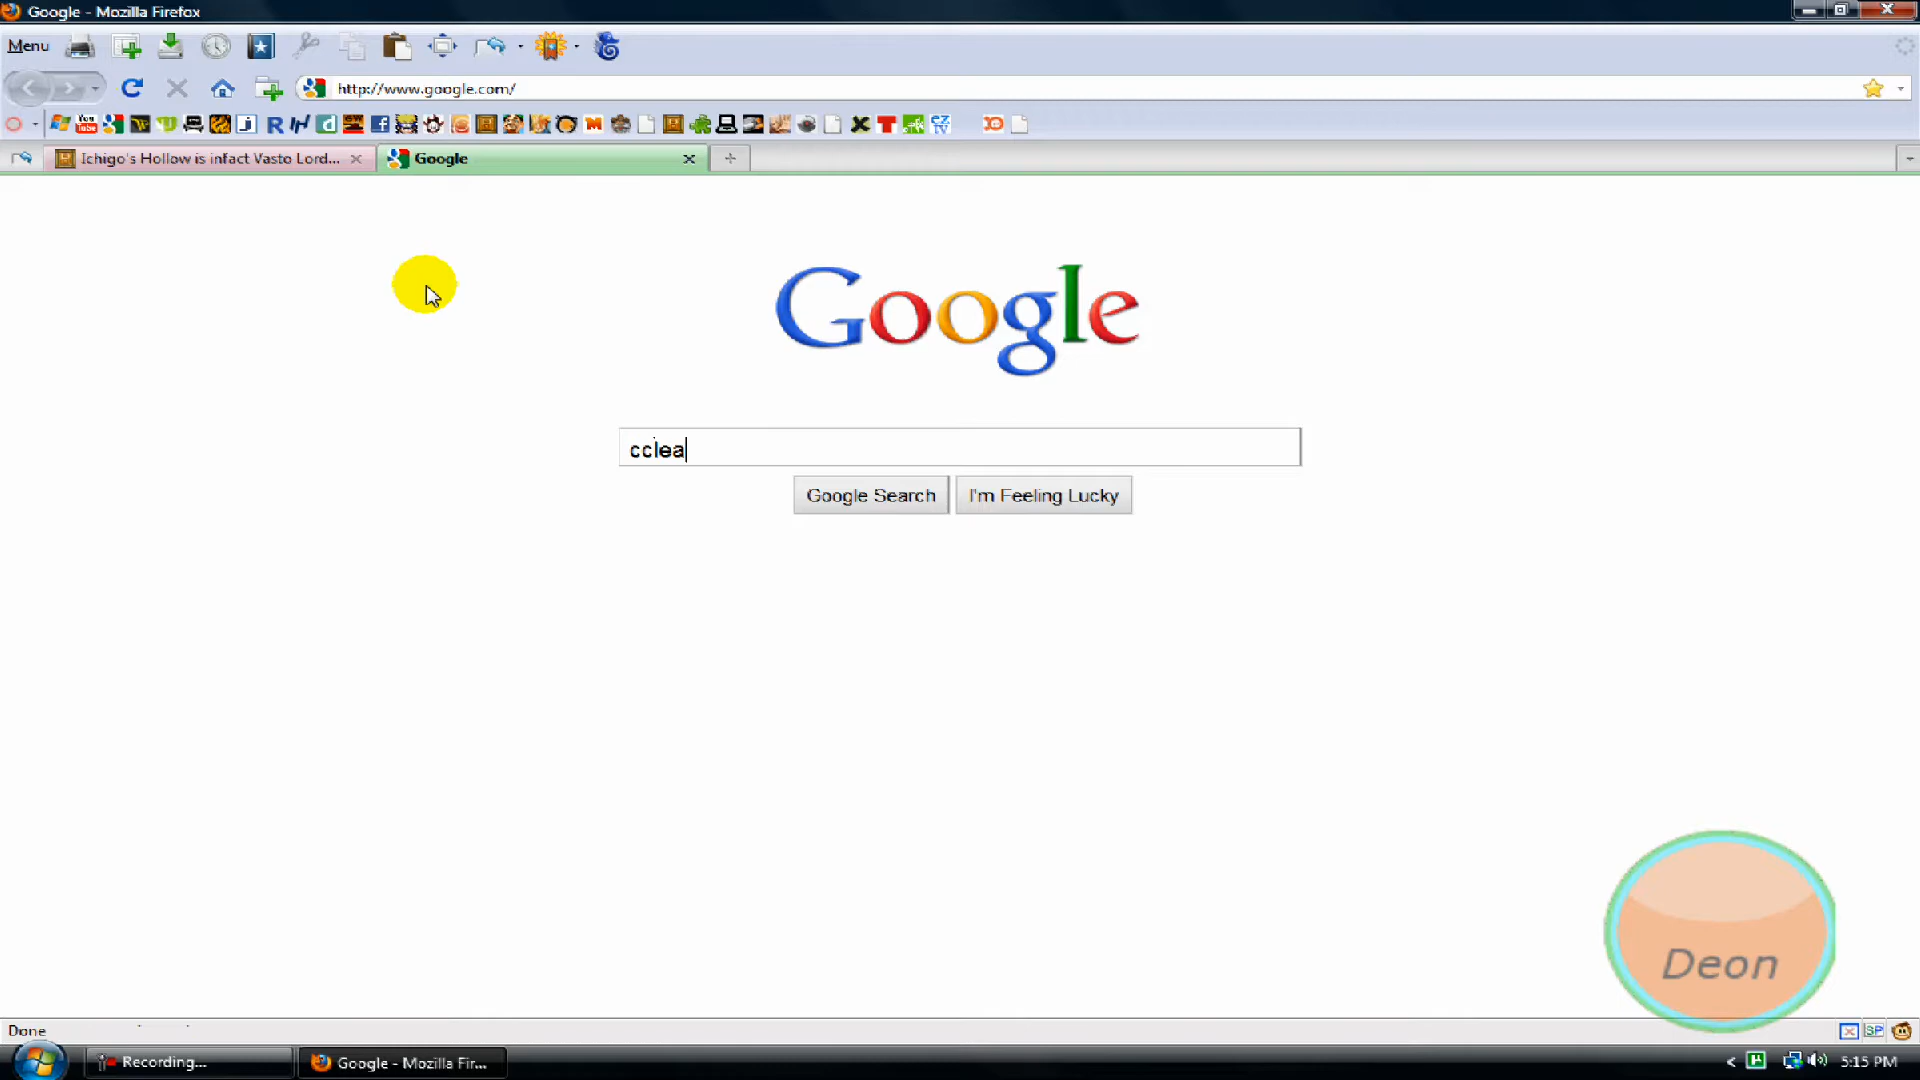 Google - Mozilla Firefox
Menu
http://www.google.com/
Ichigo's Hollow is infact Vasto Lord...
Google
Google
cclea
Google Search
I'm Feeling Lucky
Deon
Done
Recording...
Google - Mozilla Fir...
5:15 PM